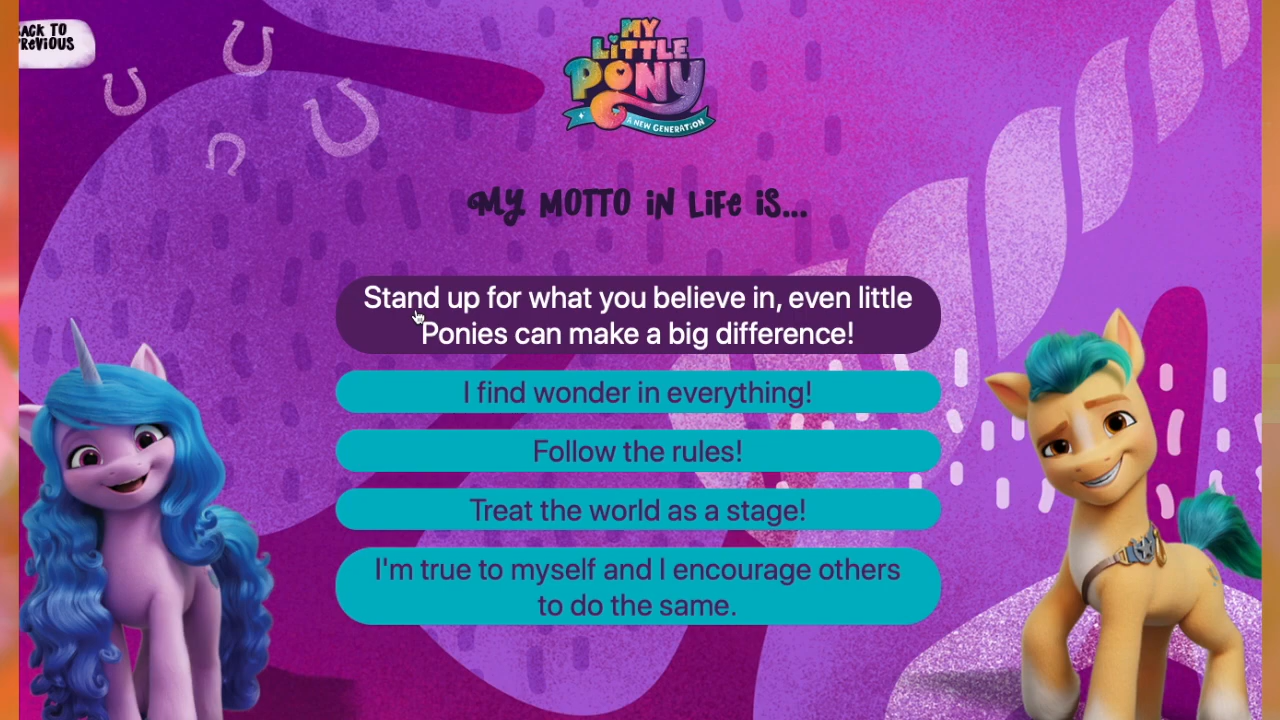 BACK TO
PREVIOUS
MY
LITTLE
PONY
A NEW GENERATION
MY MOTTO IN LIFE IS...
Stand up for what you believe in, even little
Ponies can make a big difference!
I find wonder in everything!
Follow the rules!
Treat the world as a stage!
I'm true to myself and I encourage others
to do the same.